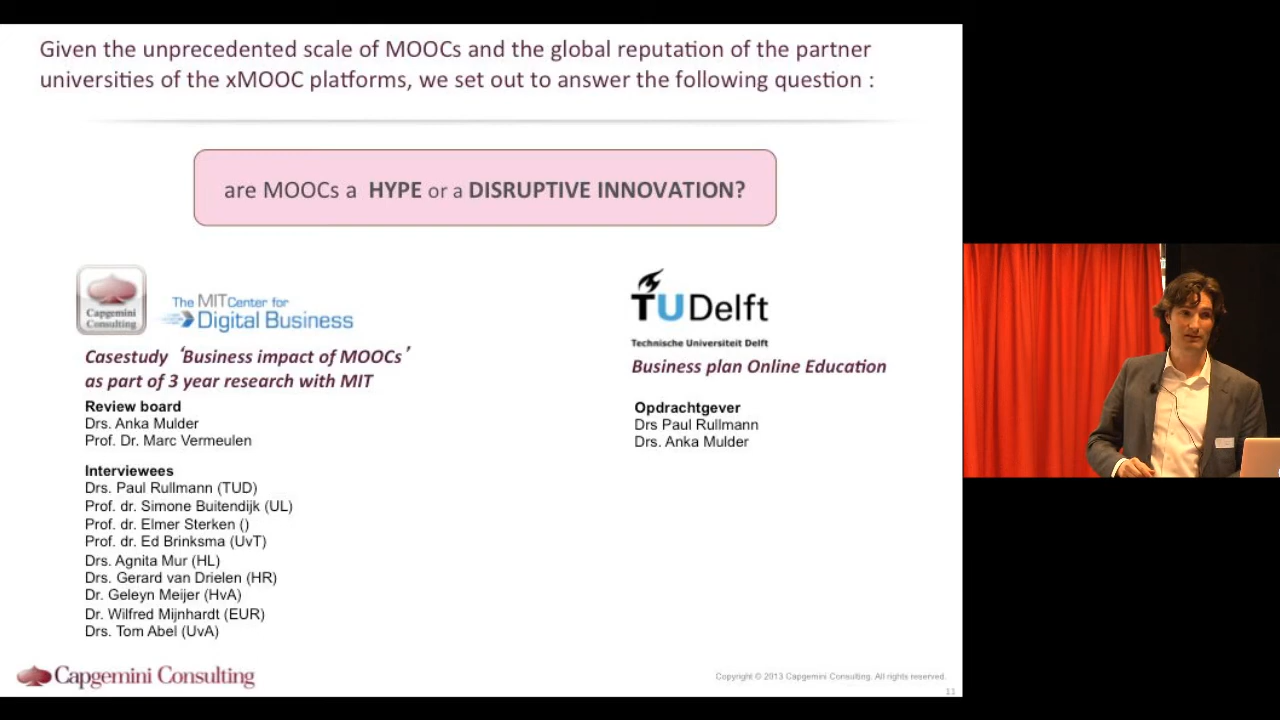 Given the unprecedented scale of MOOCs and the global reputation of the partner
universities of the xMOOC platforms, we set out to answer the following question :
are MOOCs a HYPE or a DISRUPTIVE INNOVATION?
Capgemini
Consulting
The MIT Center for
Digital Business
Casestudy ‘Business impact of MOOCs’
as part of 3 year research with MIT
Review board
Drs. Anka Mulder
Prof. Dr. Marc Vermeulen
Interviewees
Drs. Paul Rullmann (TUD)
Prof. dr. Simone Buitendijk (UL)
Prof. dr. Elmer Sterken ()
Prof. dr. Ed Brinksma (UvT)
Drs. Agnita Mur (HL)
Drs. Gerard van Drielen (HR)
Dr. Geleyn Meijer (HvA)
Dr. Wilfred Mijnhardt (EUR)
Drs. Tom Abel (UvA)
TU Delft
Technische Universiteit Delft
Business plan Online Education
Opdrachtgever
Drs Paul Rullmann
Drs. Anka Mulder
Capgemini Consulting
Copyright © 2013 Capgemini Consulting. All rights reserved.
11